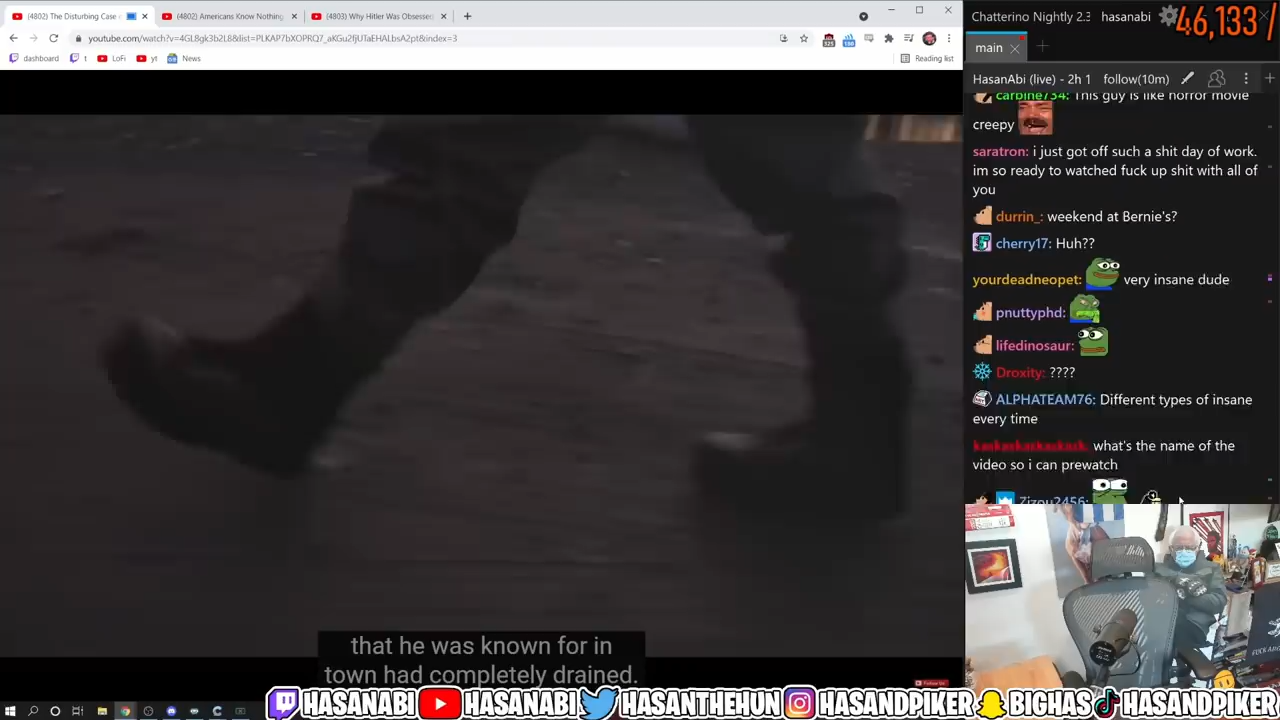 (4802) The Disturbing Case
(4802) Americans Know Nothing
(4803) Why Hitler Was Obsesse
youtube.com/watch?v=4GL8gk3b2L8&list=PLKAP7bXOPRQ7_aKGu2fjUTaEHALbsA2pt&index=3
dashboard
t
LoFi
yt
News
Reading list
that he was known for in
town had completely drained.
Follow Us
Chatterino Nightly 2.3
hasanabi
46,133 /
main
HasanAbi (live) - 2h 1
follow(10m)
carbine734: This guy is like horror movie
creepy
saratron: i just got off such a shit day of work.
im so ready to watched fuck up shit with all of
you
durrin_: weekend at Bernie's?
cherry17: Huh??
yourdeadneopet: very insane dude
pnuttyphd:
lifedinosaur:
Droxity: ????
ALPHATEAM76: Different types of insane
every time
what's the name of the
video so i can prewatch
Zizou2456:
HASANABI
HASANABI
HASANTHEHUN
HASANDPIKER
BIGHAS
HASANDPIKER